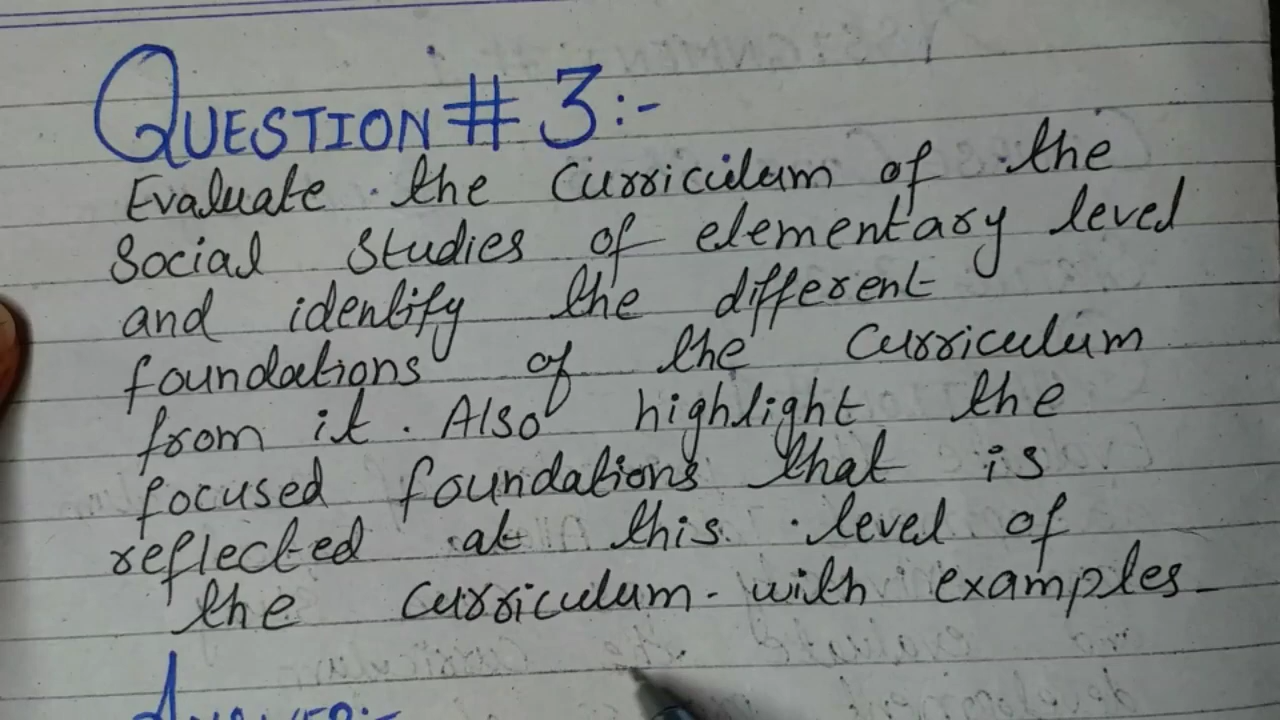 QUESTION # 3:-
Evaluate the Curriculum of the
Social Studies of elementary level
and identify the different
foundations of the Curriculum
from it. Also highlight the
focused foundations that is
reflected at this level of
the curriculum with examples